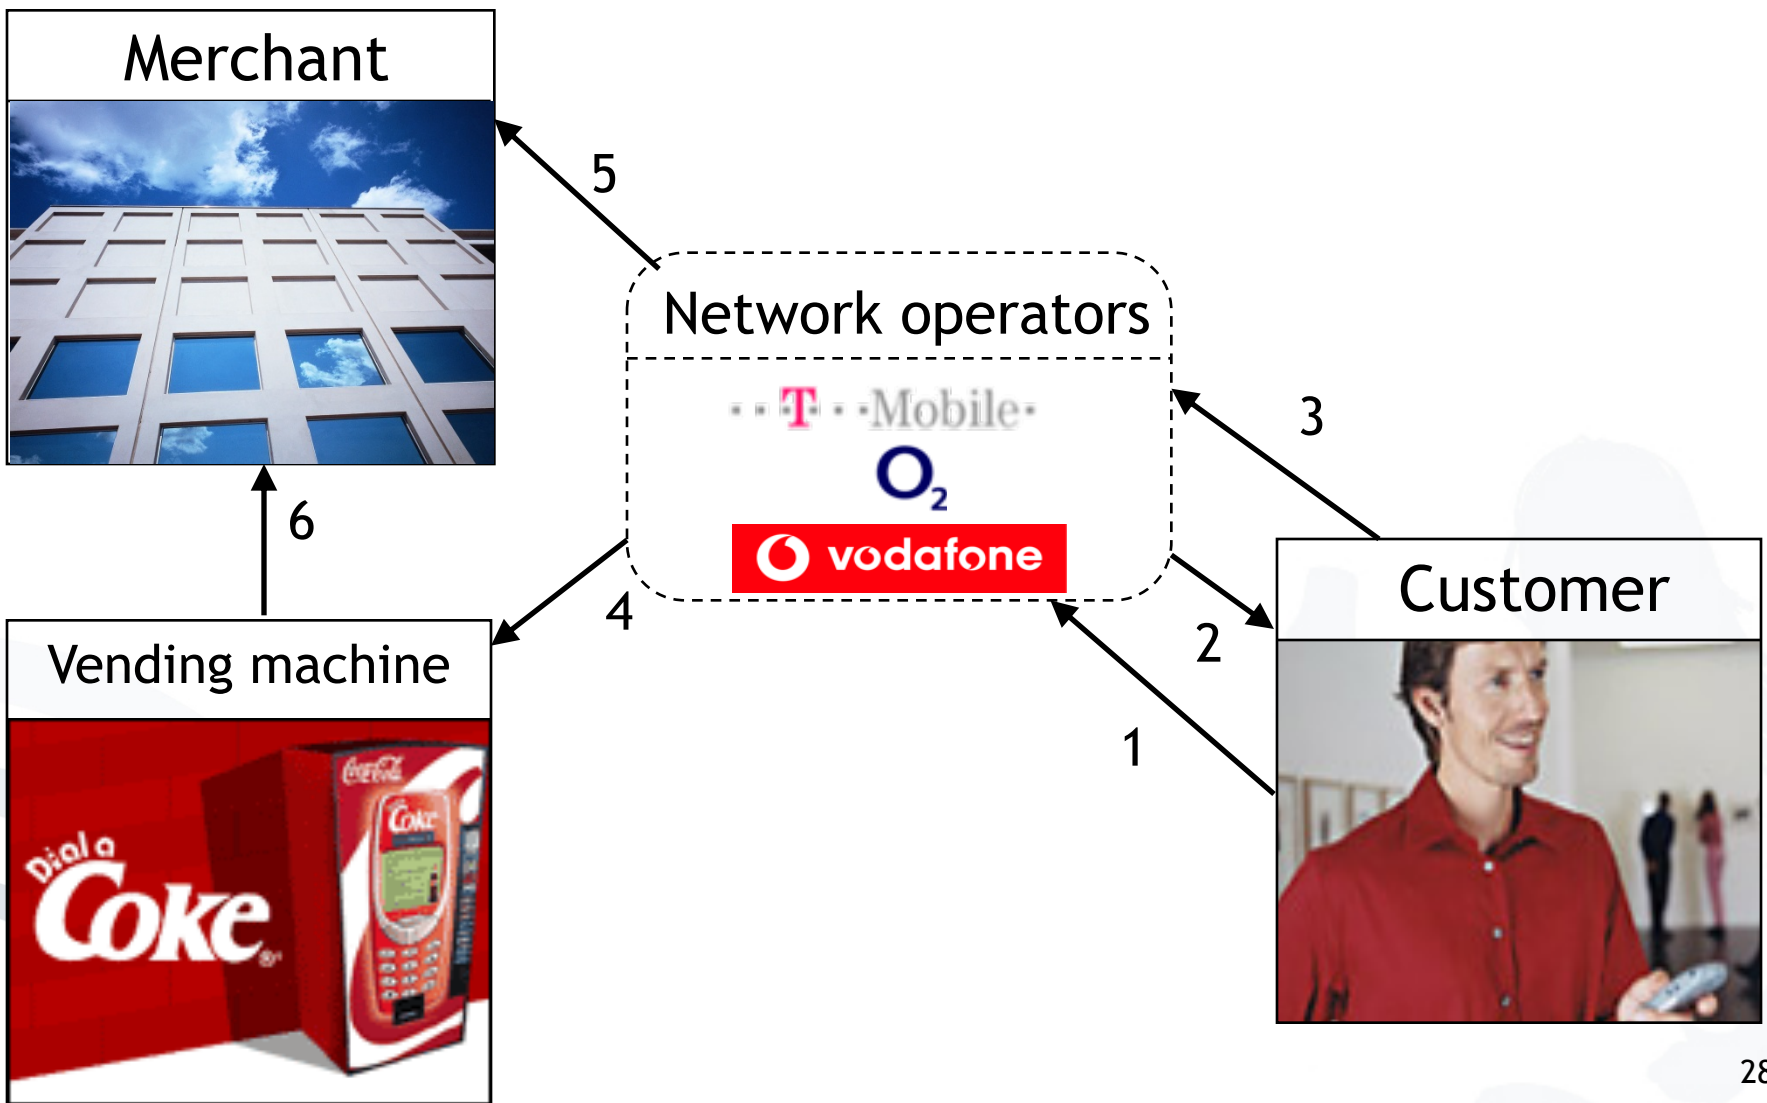 Merchant
5
Network operators
· · T · · Mobile ·
O2
vodafone
3
6
4
2
Customer
Vending machine
1
Coca-Cola
Coke
Dial a
Coke®
28